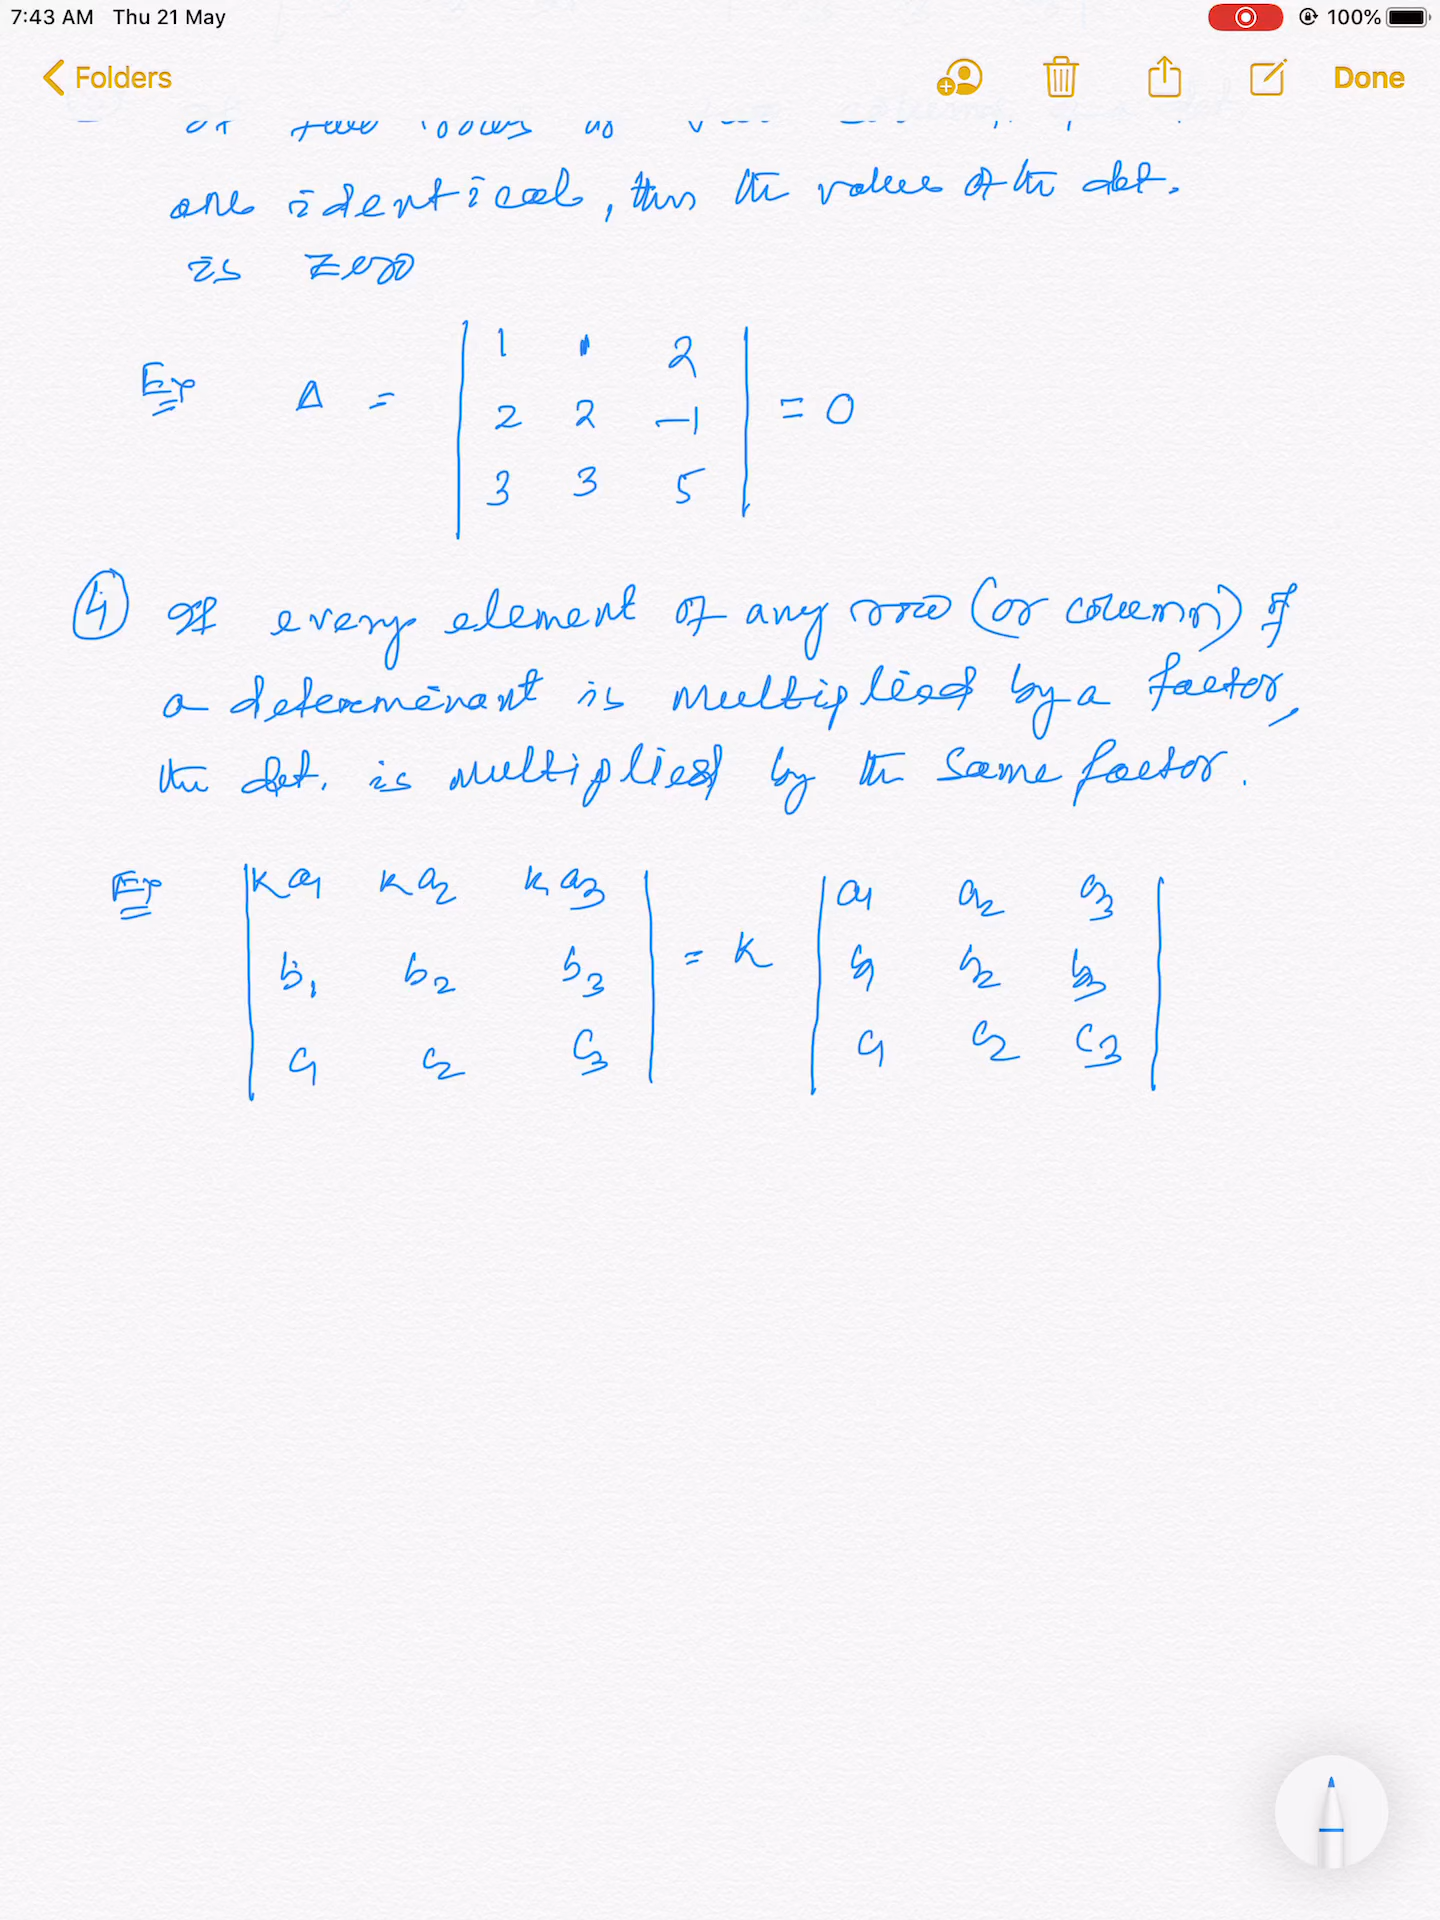 7:43 AM Thu 21 May 100%
Folders Done
are identical, then the value of the det.
is zero
Ex Δ = | 1 1 2 |
| 2 2 -1 | = 0
| 3 3 5 |
④ If every element of any row (or column) of
a determinant is multiplied by a factor,
the det. is multiplied by the same factor.
Ex | ka₁ ka₂ ka₃ | | a₁ a₂ a₃ |
| b₁ b₂ b₃ | = k | b₁ b₂ b₃ |
| c₁ c₂ c₃ | | c₁ c₂ c₃ |